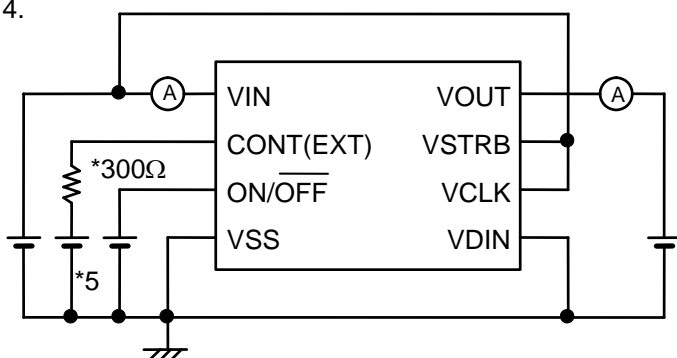 4.
A VIN VOUT A
CONT(EXT) VSTRB
*300Ω
ON/OFF VCLK
VSS VDIN
*5